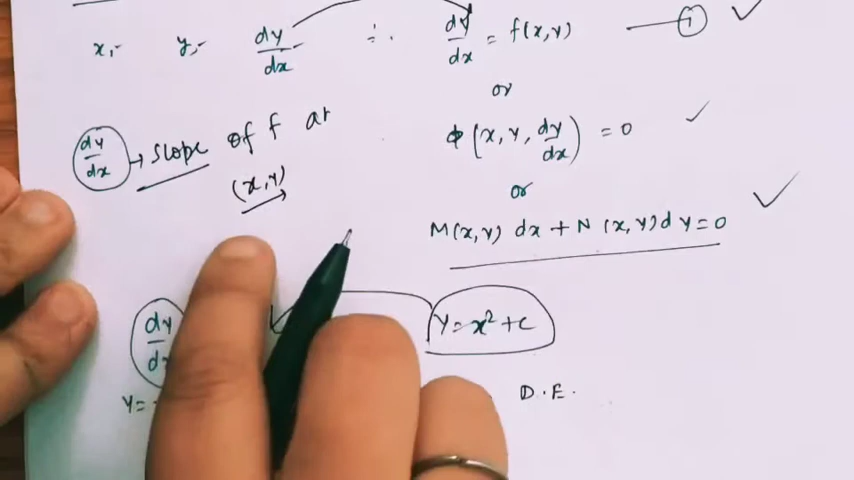 x,- y,- dy/dx- ∴ dy/dx = f(x,y) — ①
or
dy/dx → slope of f at (x,y)
ϕ(x, y, dy/dx) = 0
or
M(x,y) dx + N (x,y) dy = 0
y = x² + c
D.E.
y =